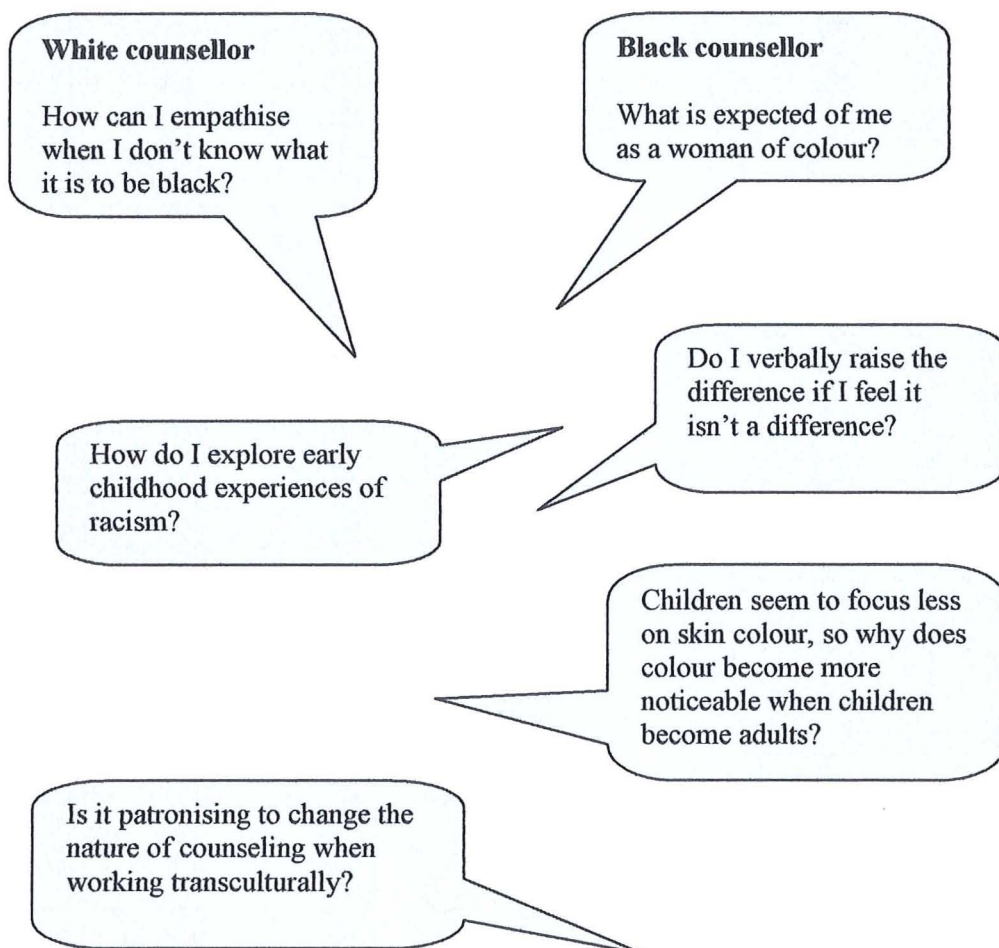 White counsellor
How can I empathise
when I don't know what
it is to be black?
Black counsellor
What is expected of me
as a woman of colour?
Do I verbally raise the
difference if I feel it
isn't a difference?
How do I explore early
childhood experiences of
racism?
Children seem to focus less
on skin colour, so why does
colour become more
noticeable when children
become adults?
Is it patronising to change the
nature of counseling when
working transculturally?